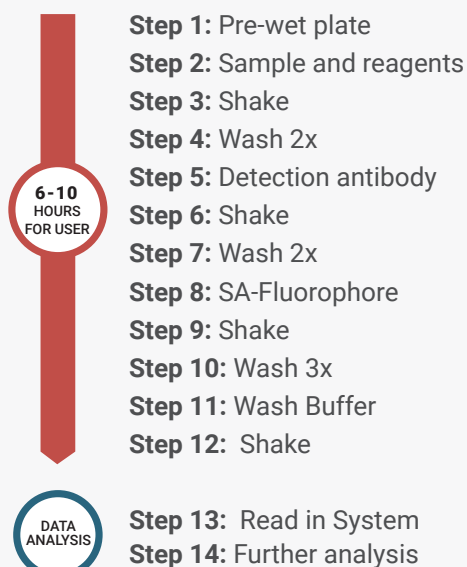 Step 1: Pre-wet plate
Step 2: Sample and reagents
Step 3: Shake
Step 4: Wash 2x
Step 5: Detection antibody
Step 6: Shake
Step 7: Wash 2x
Step 8: SA-Fluorophore
Step 9: Shake
Step 10: Wash 3x
Step 11: Wash Buffer
Step 12: Shake
6-10
HOURS
FOR USER
DATA
ANALYSIS
Step 13: Read in System
Step 14: Further analysis